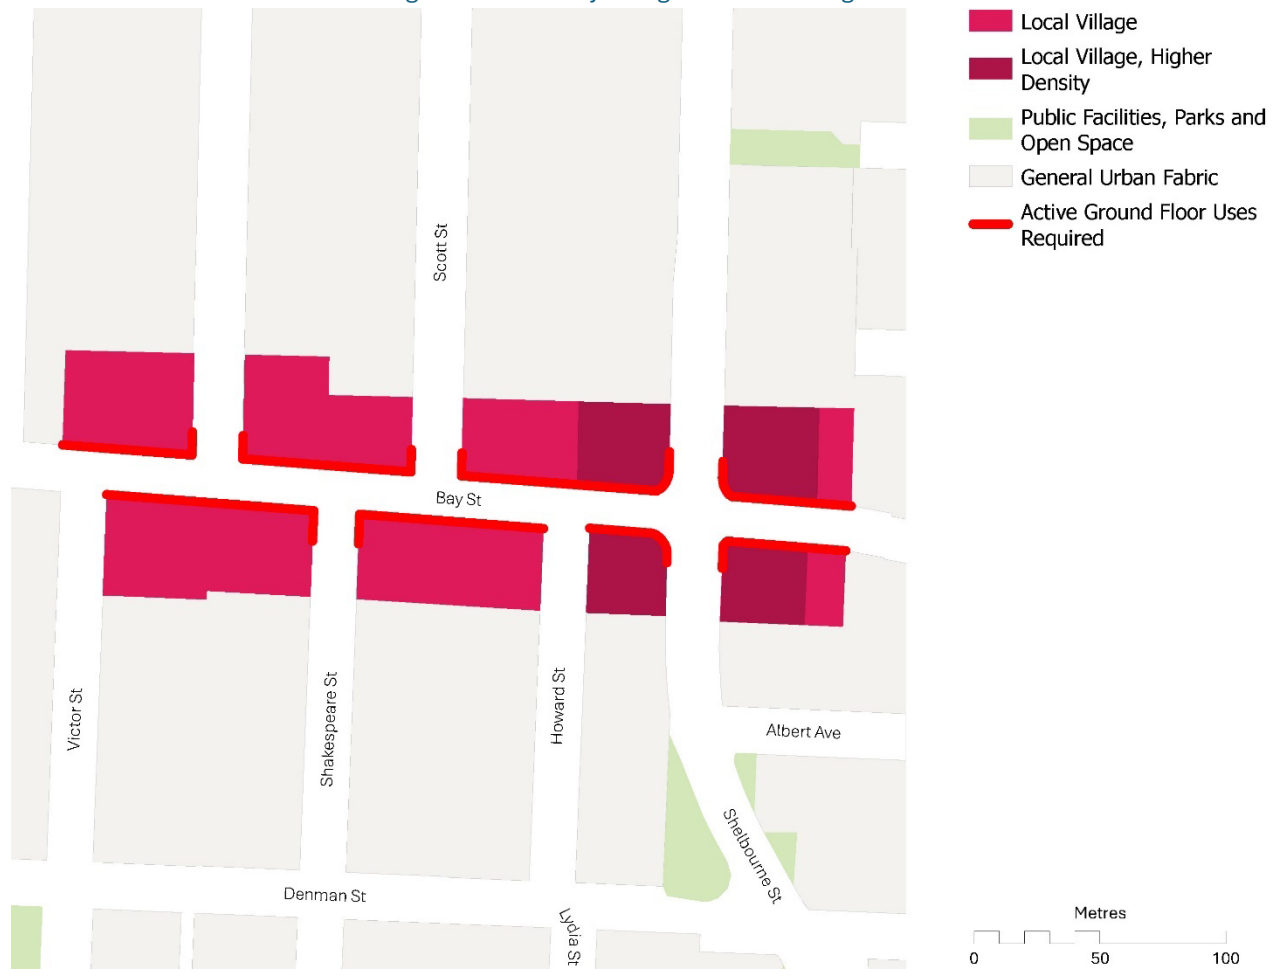 Local Village
Local Village, Higher
Density
Public Facilities, Parks and
Open Space
General Urban Fabric
Active Ground Floor Uses
Required
Scott St
Bay St
Victor St
Shakespeare St
Howard St
Albert Ave
Shelbourne St
Denman St
Lydia St
Metres
0 50 100